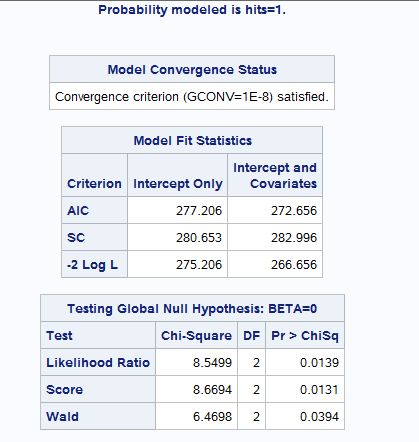 Probability modeled is hits=1.
Model Convergence Status
Convergence criterion (GCONV=1E-8) satisfied.
Model Fit Statistics
Criterion Intercept Only Intercept and Covariates
AIC 277.206 272.656
SC 280.653 282.996
-2 Log L 275.206 266.656
Testing Global Null Hypothesis: BETA=0
Test Chi-Square DF Pr > ChiSq
Likelihood Ratio 8.5499 2 0.0139
Score 8.6694 2 0.0131
Wald 6.4698 2 0.0394